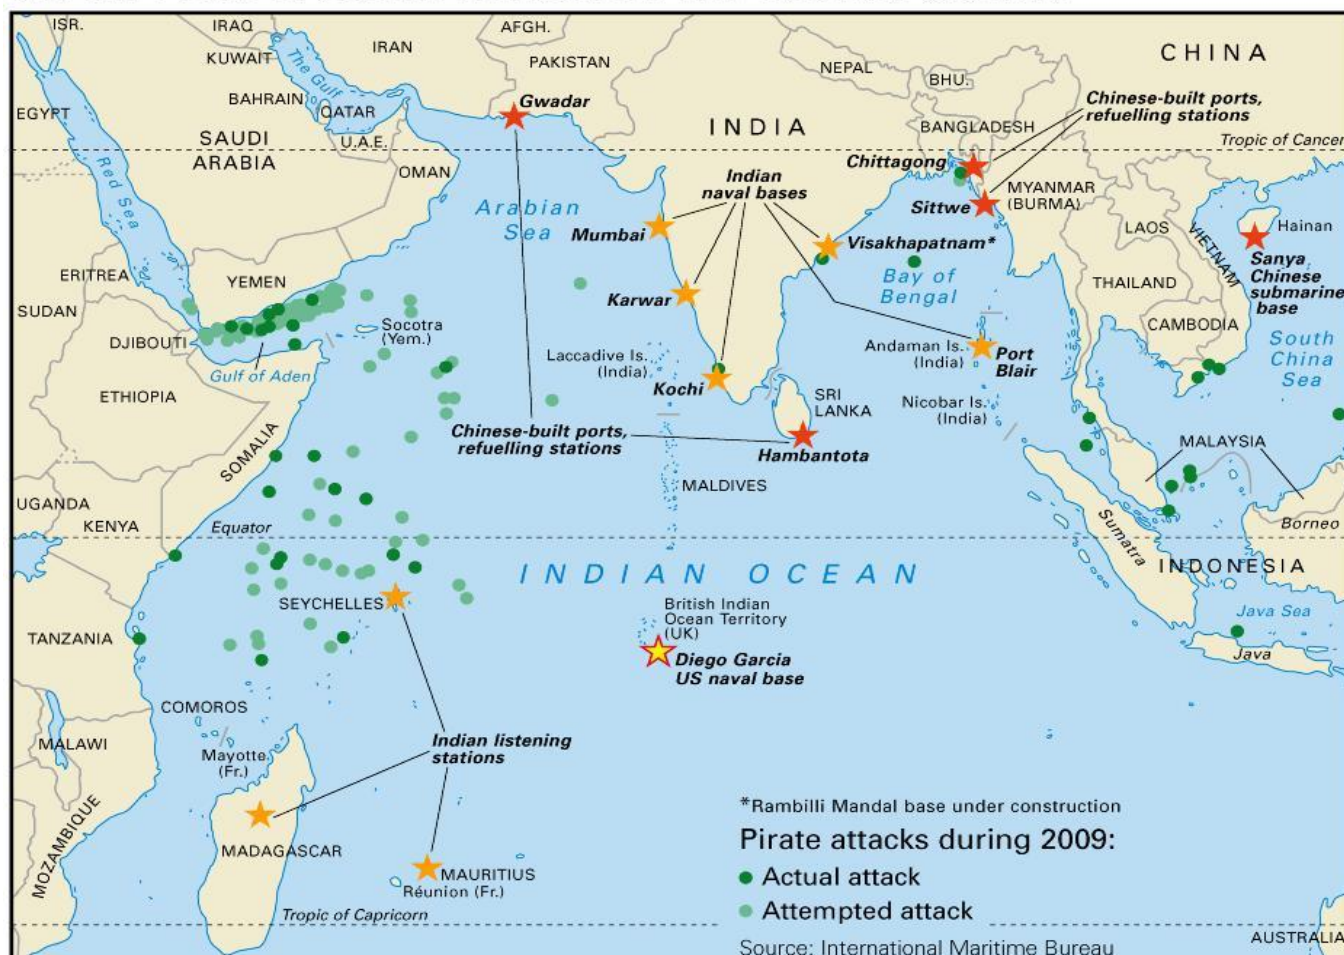 ISR.
IRAQ
IRAN
AFGH.
PAKISTAN
CHINA
KUWAIT
The Gulf
NEPAL
BHU.
BAHRAIN
QATAR
Gwadar
EGYPT
U.A.E.
SAUDI
ARABIA
INDIA
BANGLADESH
Chinese-built ports,
refuelling stations
Tropic of Cancer
Red Sea
OMAN
Chittagong
Indian
naval bases
MYANMAR
(BURMA)
Sittwe
LAOS
VIETNAM
Hainan
Arabian
Sea
Mumbai
Visakhapatnam*
Sanya
Chinese
submarine
base
ERITREA
YEMEN
Bay of
Bengal
THAILAND
SUDAN
Karwar
DJIBOUTI
Socotra
(Yem.)
CAMBODIA
South
China
Sea
Gulf of Aden
Laccadive Is.
(India)
Andaman Is.
(India)
Port
Blair
ETHIOPIA
Kochi
SRI
LANKA
Nicobar Is.
(India)
SOMALIA
Chinese-built ports,
refuelling stations
Hambantota
MALAYSIA
MALDIVES
UGANDA
KENYA
Equator
Sumatra
Borneo
INDIAN OCEAN
INDONESIA
SEYCHELLES
British Indian
Ocean Territory
(UK)
Java Sea
TANZANIA
Diego Garcia
US naval base
Java
COMOROS
MALAWI
Mayotte
(Fr.)
Indian listening
stations
MOZAMBIQUE
MADAGASCAR
MAURITIUS
Réunion (Fr.)
Tropic of Capricorn
*Rambilli Mandal base under construction
Pirate attacks during 2009:
Actual attack
Attempted attack
Source: International Maritime Bureau
AUSTRALIA